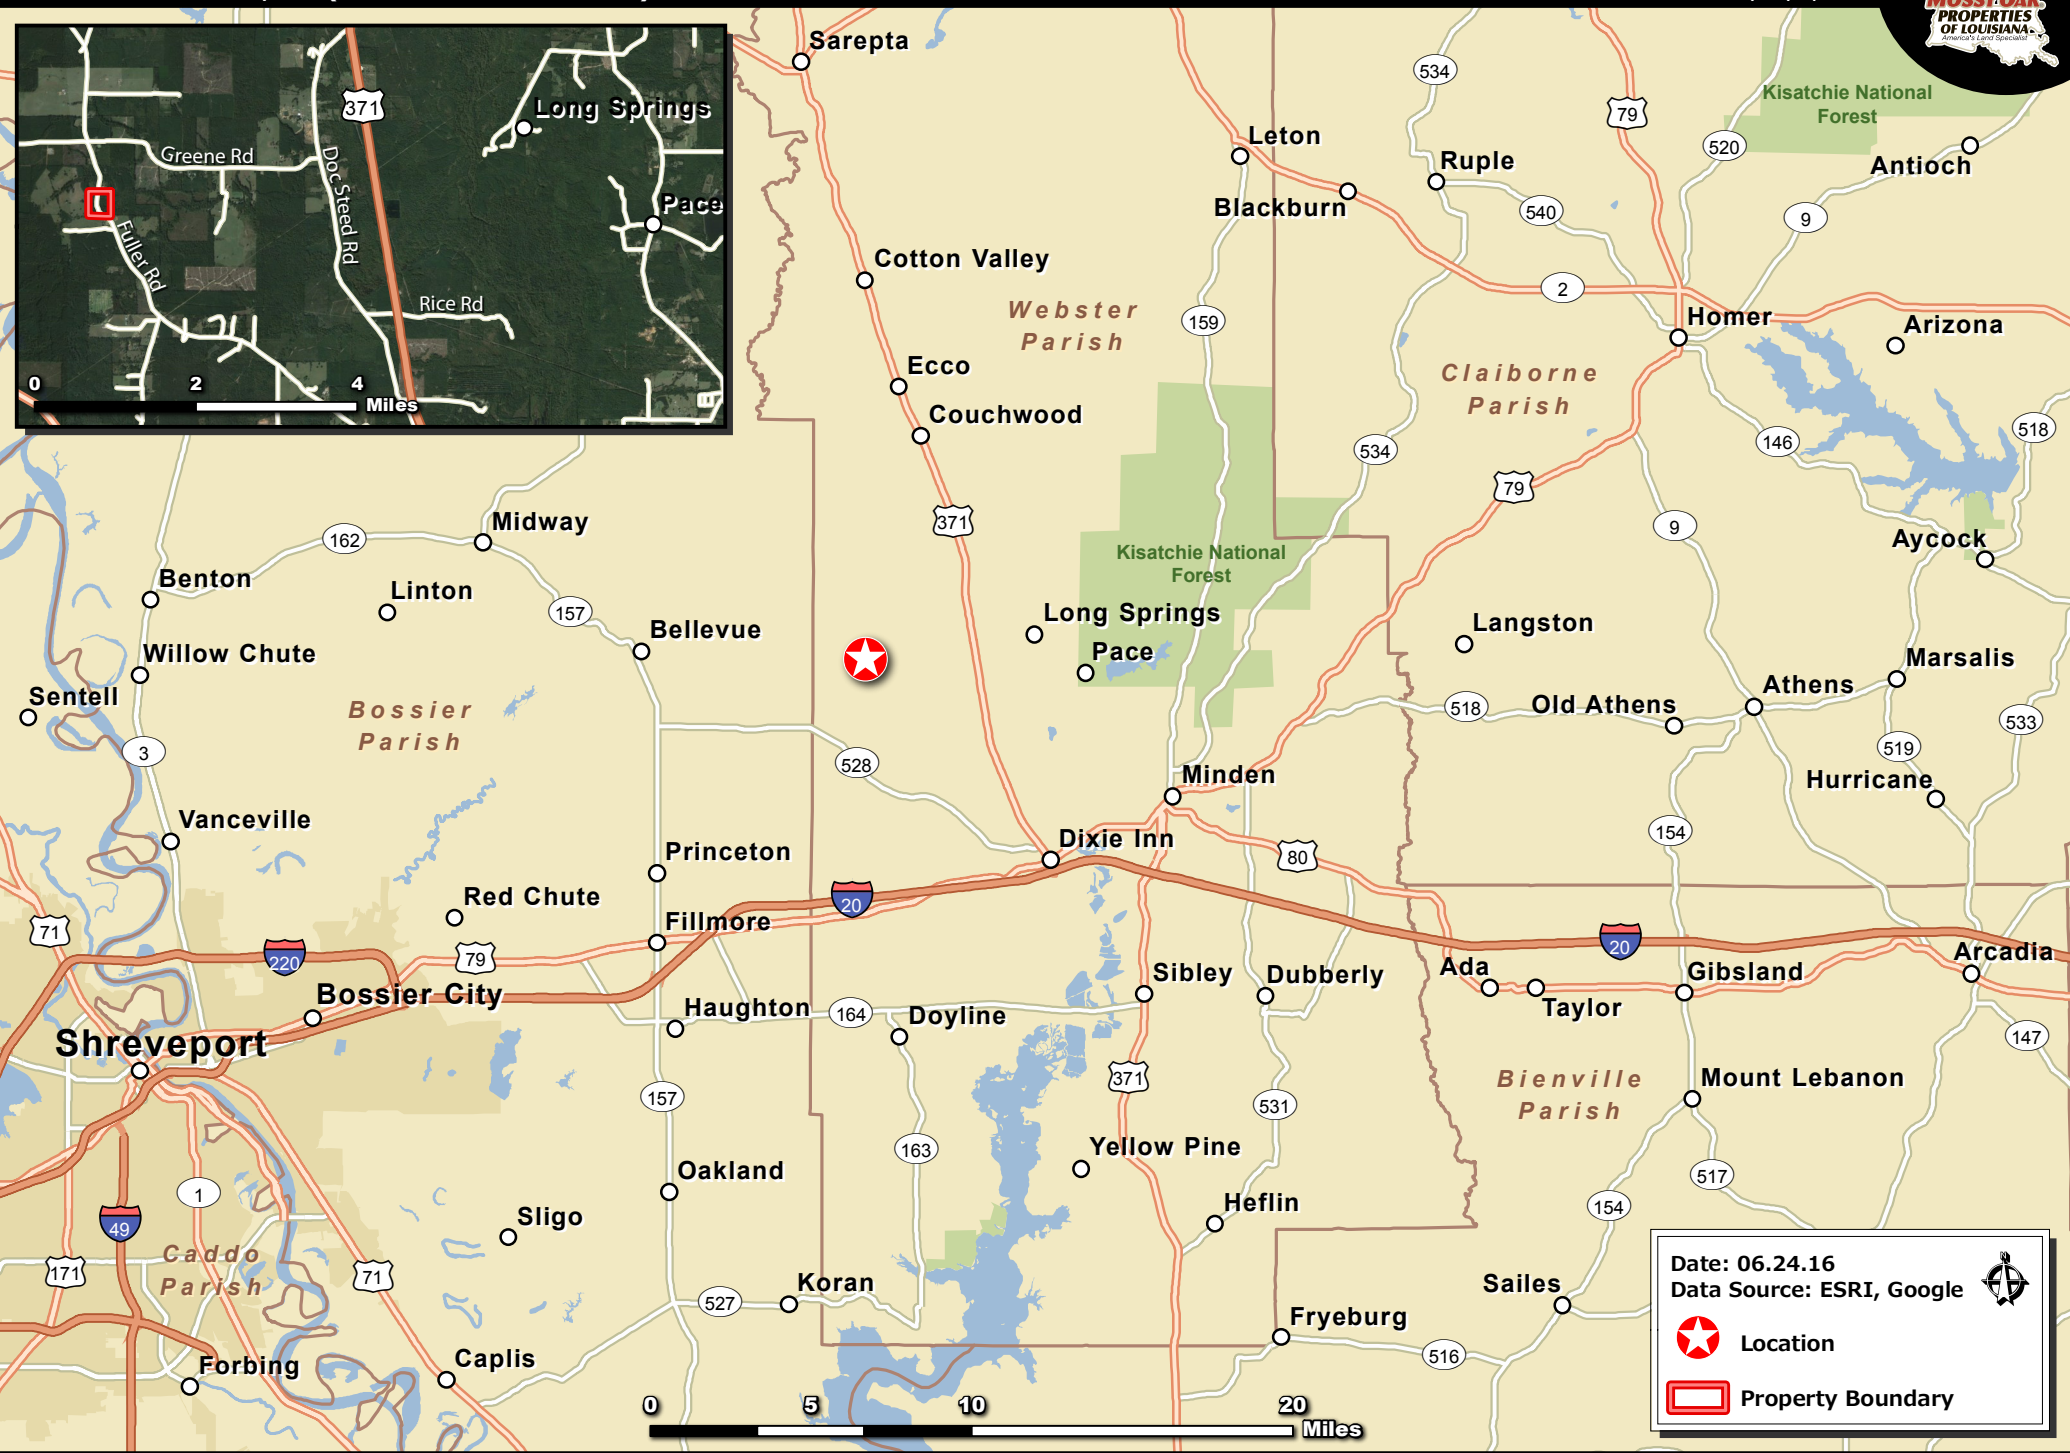 MOSSY OAK
PROPERTIES
OF LOUISIANA
America's Land Specialist
371
Long Springs
Greene Rd
Doc Steed Rd
Pace
Fuller Rd
Rice Rd
0 2 4 Miles
Sarepta
534
79
Kisatchie National
Forest
Leton
Ruple
520
Antioch
Blackburn
540
9
Cotton Valley
2
Webster
Parish
159
Homer
Arizona
Ecco
Claiborne
Parish
Couchwood
518
146
534
79
371
Midway
162
9
Aycock
Kisatchie National
Forest
Benton
Linton
157
Long Springs
Langston
Bellevue
Willow Chute
Pace
Marsalis
Sentell
Athens
518
Old Athens
Bossier
Parish
533
3
519
528
Minden
Hurricane
Vanceville
154
Dixie Inn
Princeton
80
Red Chute
20
Fillmore
71
20
220
79
Arcadia
Sibley
Dubberly
Ada
Gibsland
Bossier City
Haughton
164
Doyline
Taylor
Shreveport
147
371
Bienville
Parish
Mount Lebanon
157
531
163
Yellow Pine
Oakland
517
1
Heflin
154
Sligo
49
Caddo
Parish
171
71
Koran
527
Sailes
Fryeburg
516
Forbing
Caplis
0 5 10 20
Miles
Date: 06.24.16
Data Source: ESRI, Google
N
Location
Property Boundary